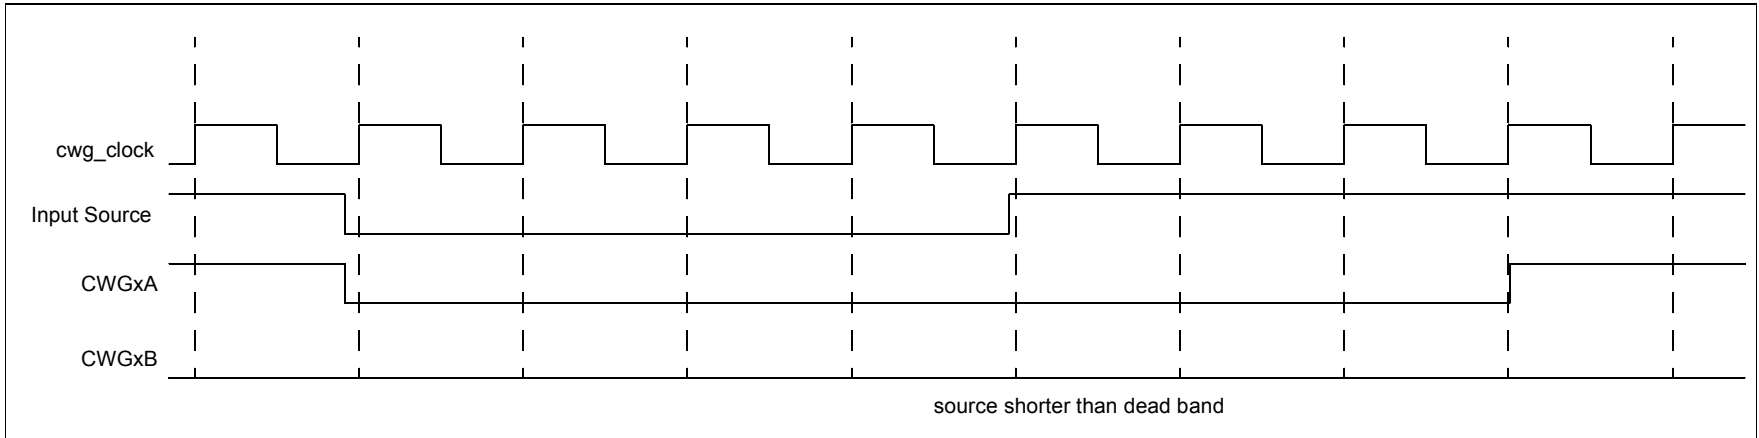 cwg_clock
Input Source
CWGxA
CWGxB
source shorter than dead band